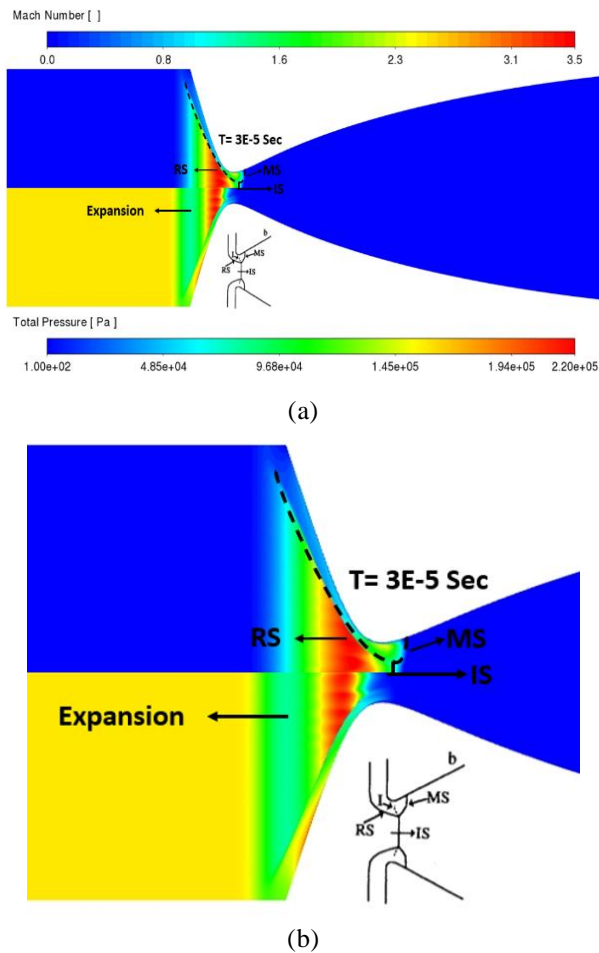 Mach Number [ ]
0.0 0.8 1.6 2.3 3.1 3.5
T= 3E-5 Sec
RS
MS
IS
Expansion
b
I
MS
RS
IS
Total Pressure [ Pa ]
1.00e+02 4.85e+04 9.68e+04 1.45e+05 1.94e+05 2.20e+05
(a)
T= 3E-5 Sec
RS
MS
IS
Expansion
b
I
MS
RS
IS
(b)